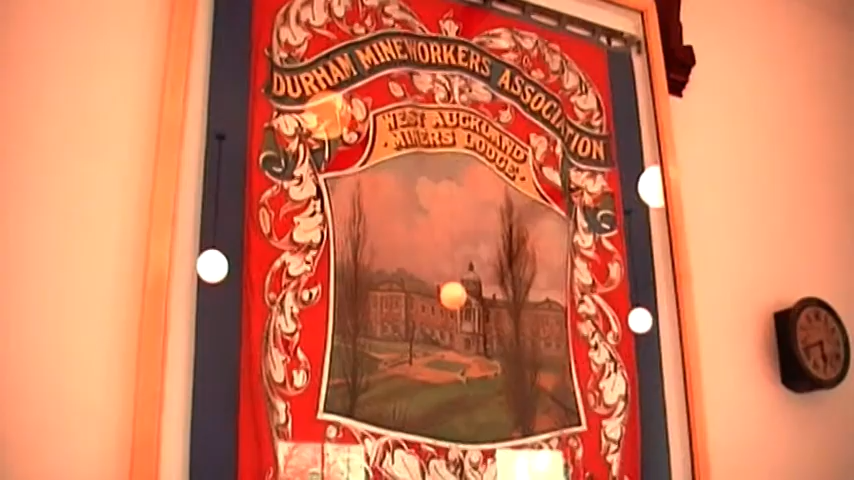 DURHAM MINEWORKERS ASSOCIATION
WEST AUCKLAND
MINERS LODGE